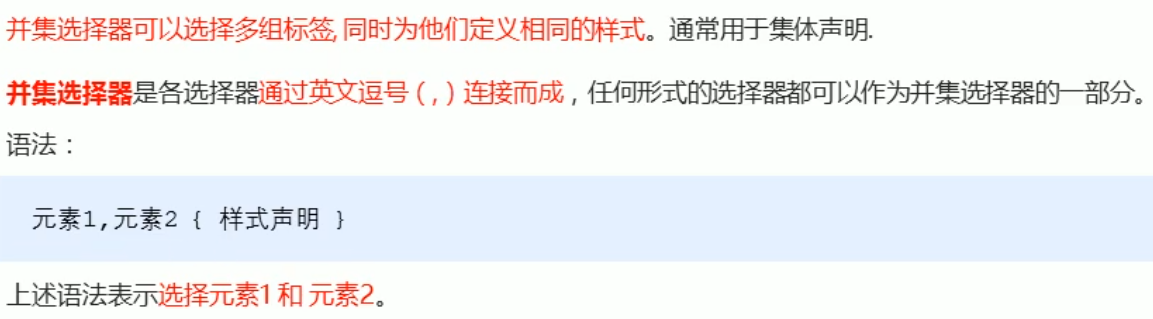 并集选择器可以选择多组标签, 同时为他们定义相同的样式。通常用于集体声明.
并集选择器是各选择器通过英文逗号（,）连接而成，任何形式的选择器都可以作为并集选择器的一部分。
语法：
元素1,元素2 { 样式声明 }
上述语法表示选择元素1 和 元素2。